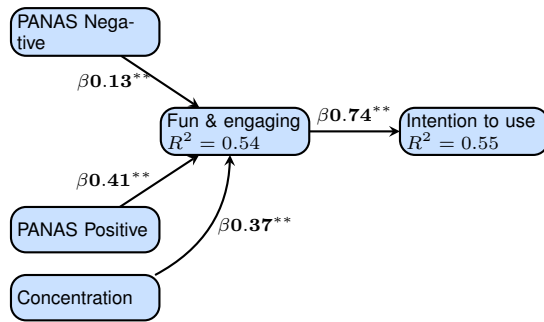 PANAS Nega-
tive
β0.13**
Fun & engaging
R² = 0.54
β0.74**
Intention to use
R² = 0.55
β0.41**
PANAS Positive
β0.37**
Concentration